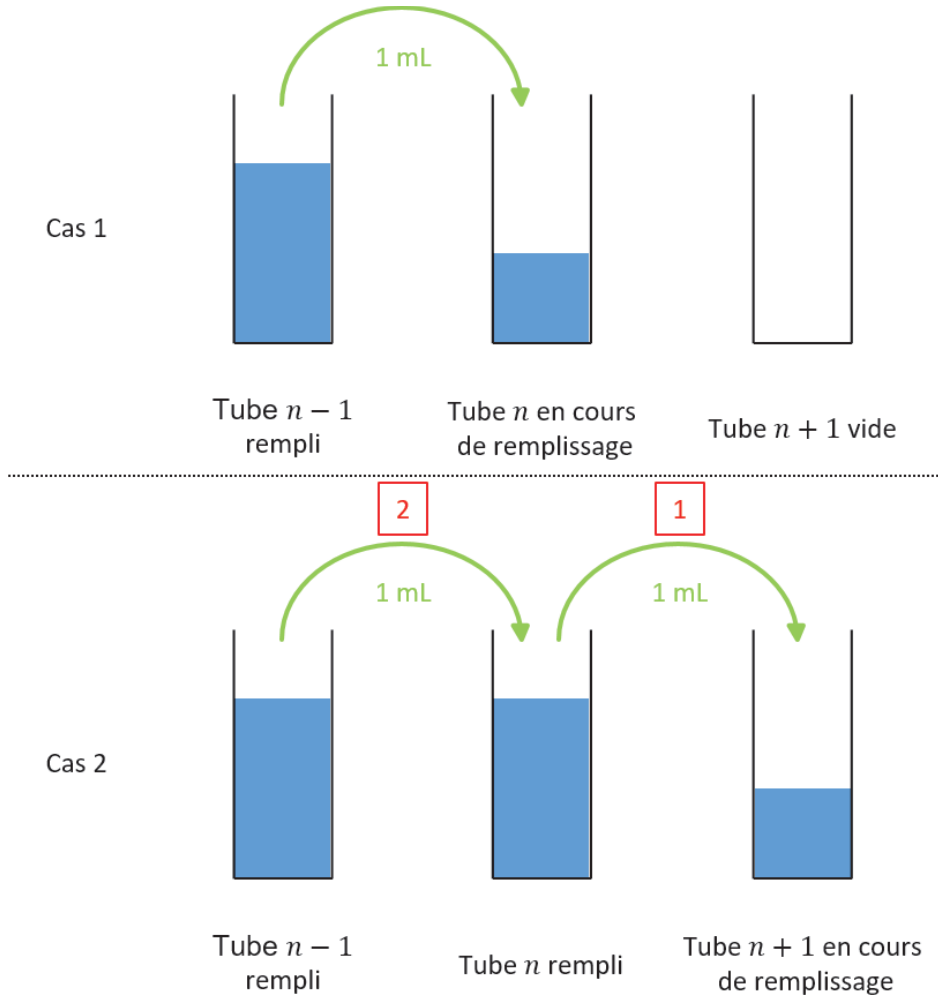 1 mL
Cas 1
Tube n − 1
rempli
Tube n en cours
de remplissage
Tube n + 1 vide
2
1
1 mL
1 mL
Cas 2
Tube n − 1
rempli
Tube n rempli
Tube n + 1 en cours
de remplissage